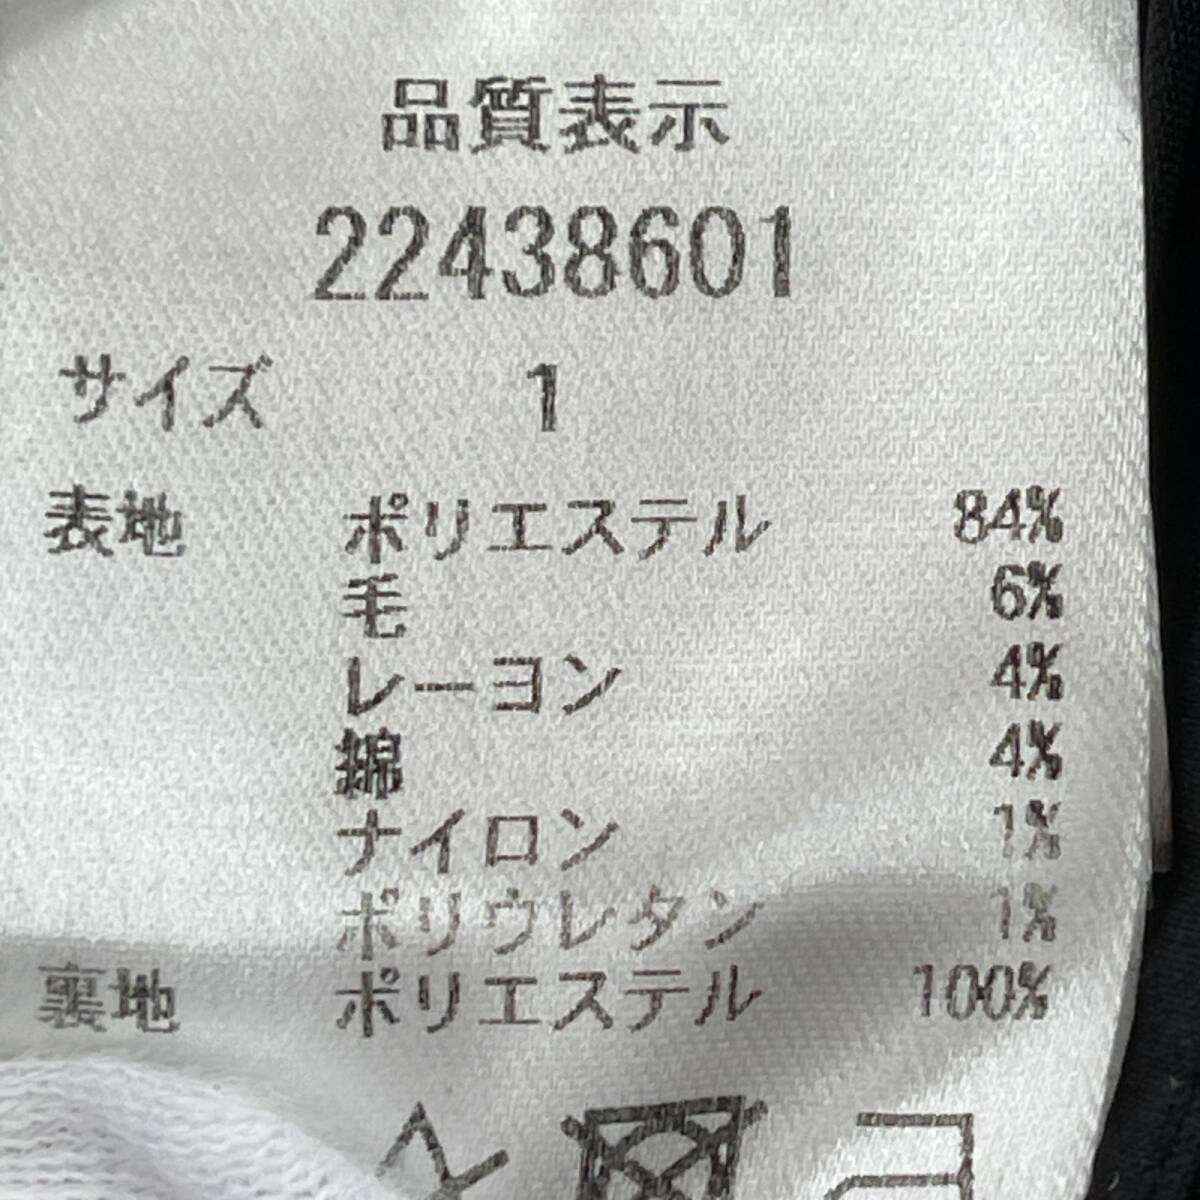 品質表示
22438601
サイズ 1
表地 ポリエステル 84%
毛 6%
レーヨン 4%
綿 4%
ナイロン 1%
ポリウレタン 1%
裏地 ポリエステル 100%